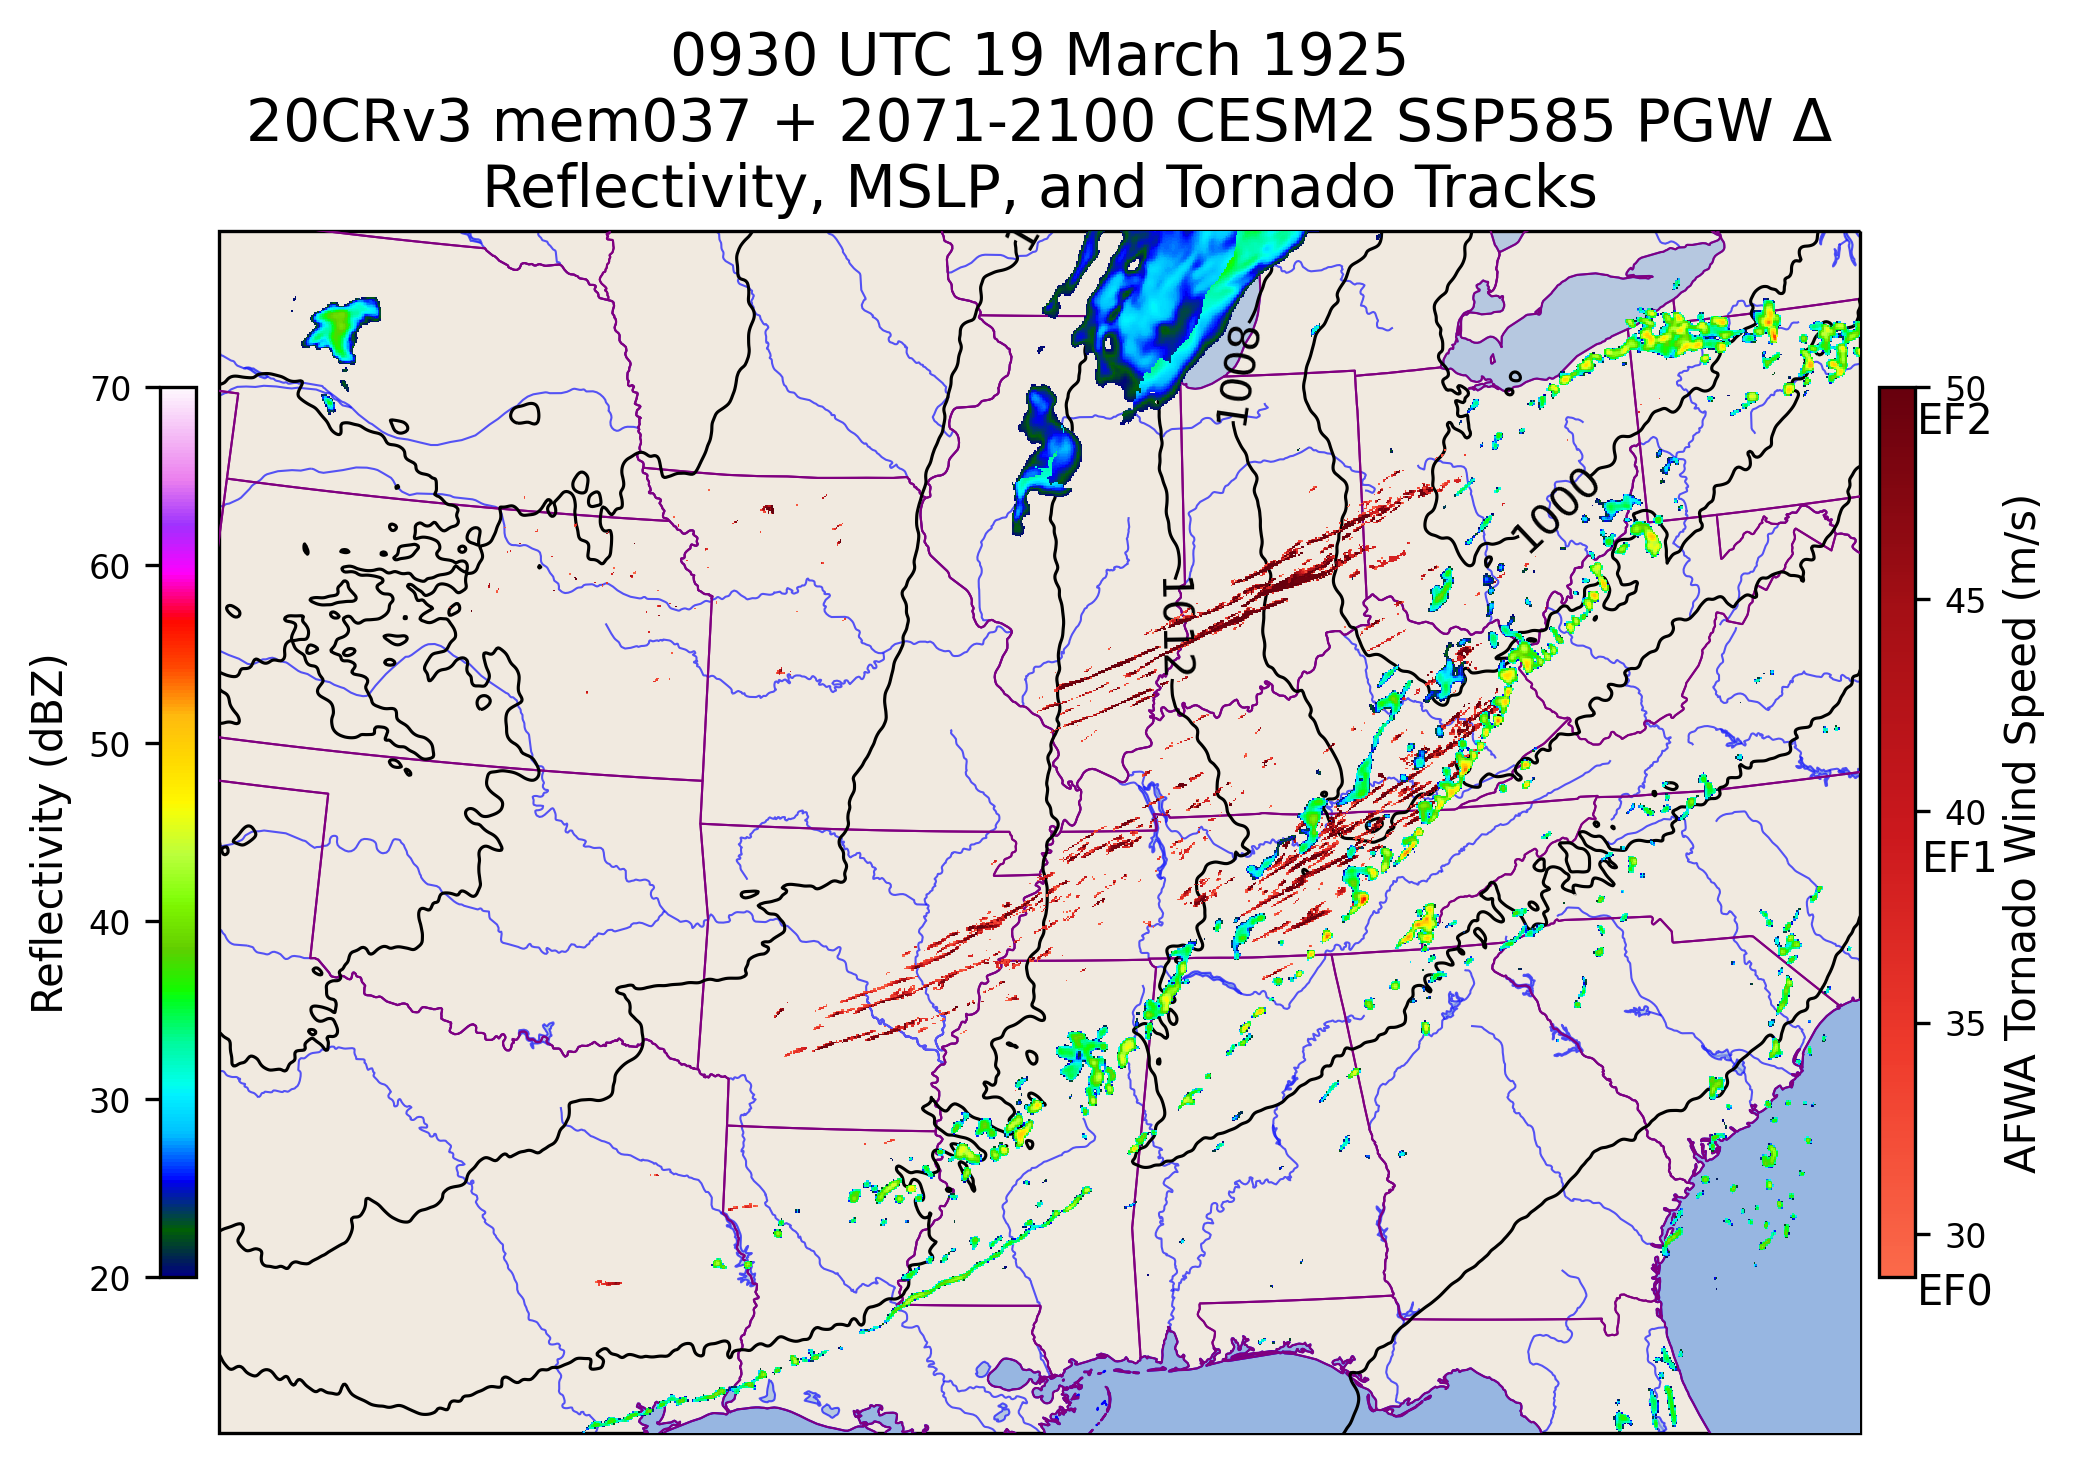 0930 UTC 19 March 1925
20CRv3 mem037 + 2071-2100 CESM2 SSP585 PGW Δ
Reflectivity, MSLP, and Tornado Tracks
Reflectivity (dBZ)
70
60
50
40
30
20
1008
1000
1012
50
EF2
45
40
EF1
35
30
EF0
AFWA Tornado Wind Speed (m/s)